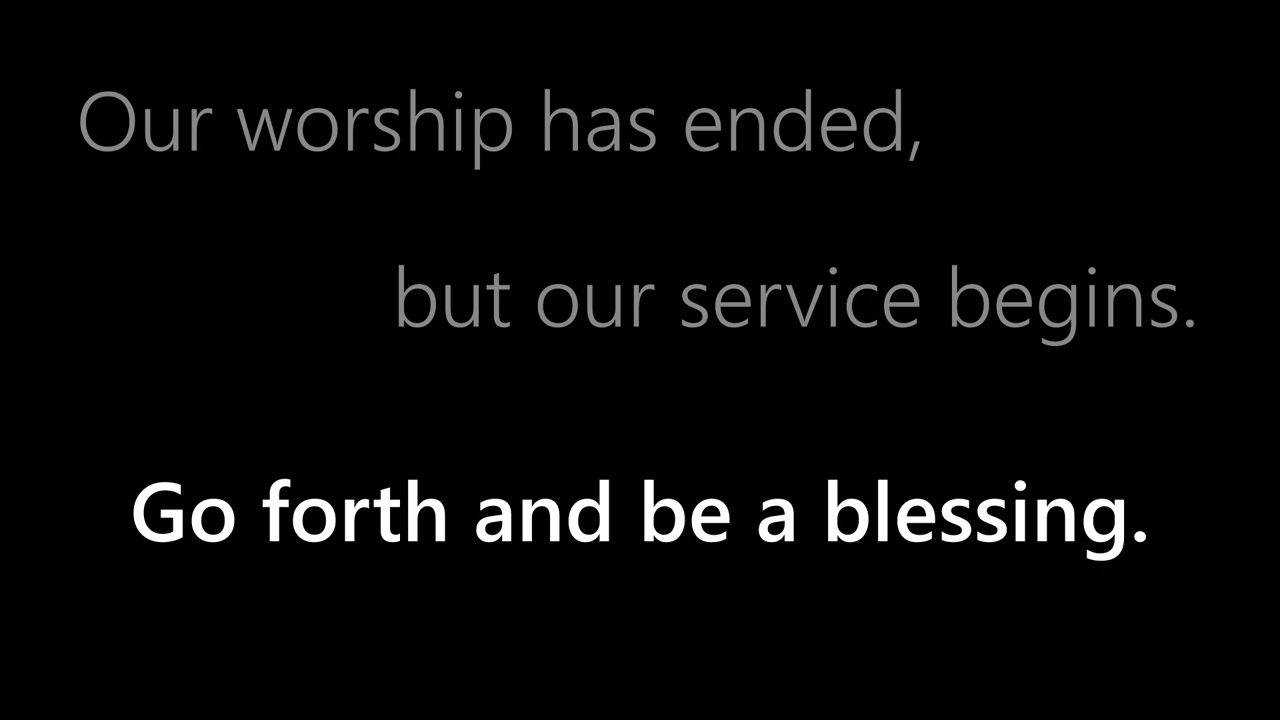 Our worship has ended,
but our service begins.
Go forth and be a blessing.